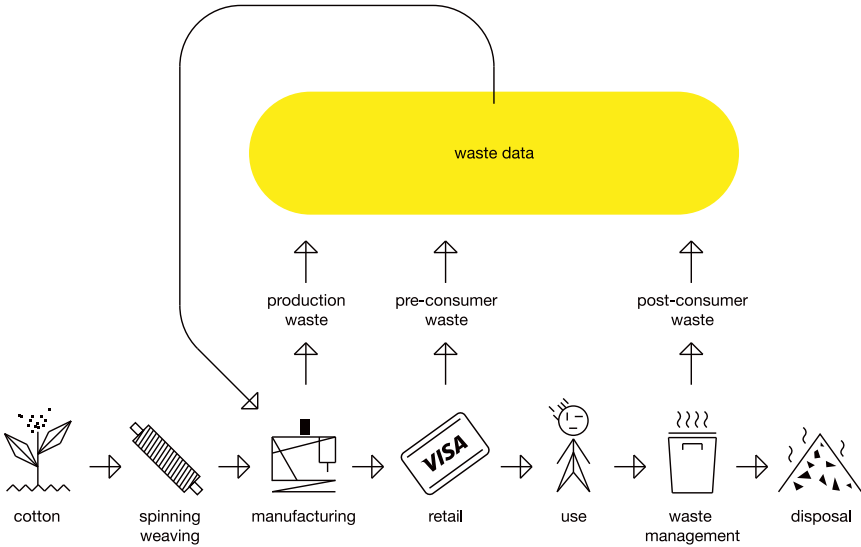 waste data
production
waste
pre-consumer
waste
post-consumer
waste
VISA
cotton
spinning
weaving
manufacturing
retail
use
waste
management
disposal